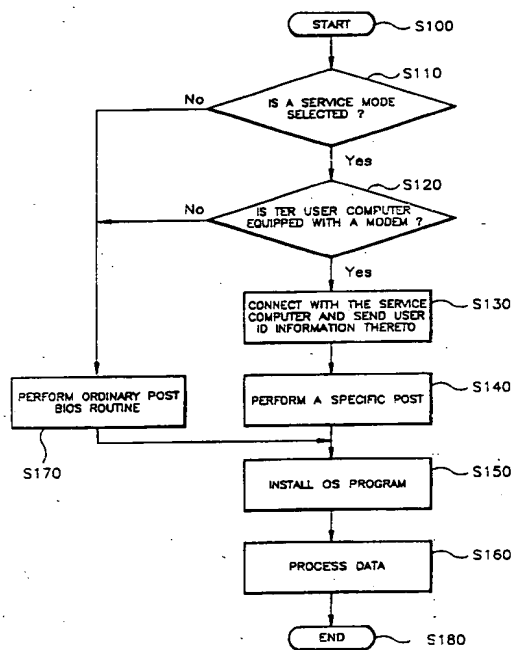 START
S100
S110
IS A SERVICE MODE
SELECTED ?
No
Yes
S120
IS TER USER COMPUTER
EQUIPPED WITH A MODEM ?
No
Yes
S130
CONNECT WITH THE SERVICE
COMPUTER AND SEND USER
ID INFORMATION THERETO
S140
PERFORM ORDINARY POST
BIOS ROUTINE
PERFORM A SPECIFIC POST
S170
S150
INSTALL OS PROGRAM
S160
PROCESS DATA
END
S180